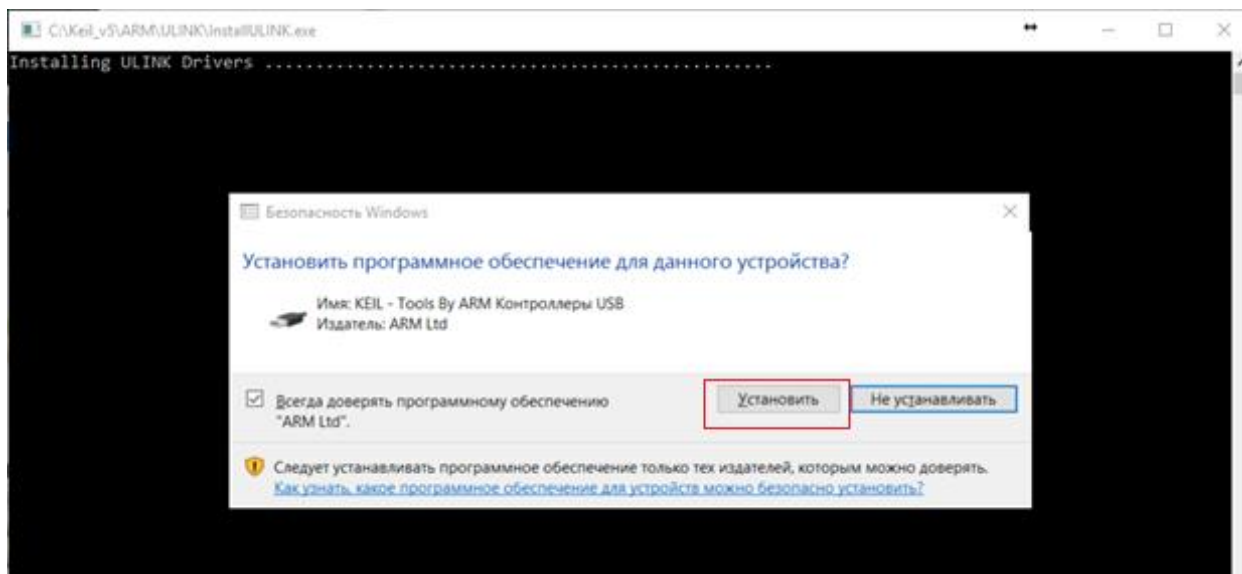 C:\Keil_v5\ARM\ULINK\InstallULINK.exe
Installing ULINK Drivers ..................................................
Безопасность Windows
Установить программное обеспечение для данного устройства?
Имя: KEIL - Tools By ARM Контроллеры USB
Издатель: ARM Ltd
Всегда доверять программному обеспечению
"ARM Ltd".
Установить
Не устанавливать
Следует устанавливать программное обеспечение только тех издателей, которым можно доверять.
Как узнать, какое программное обеспечение для устройств можно безопасно установить?